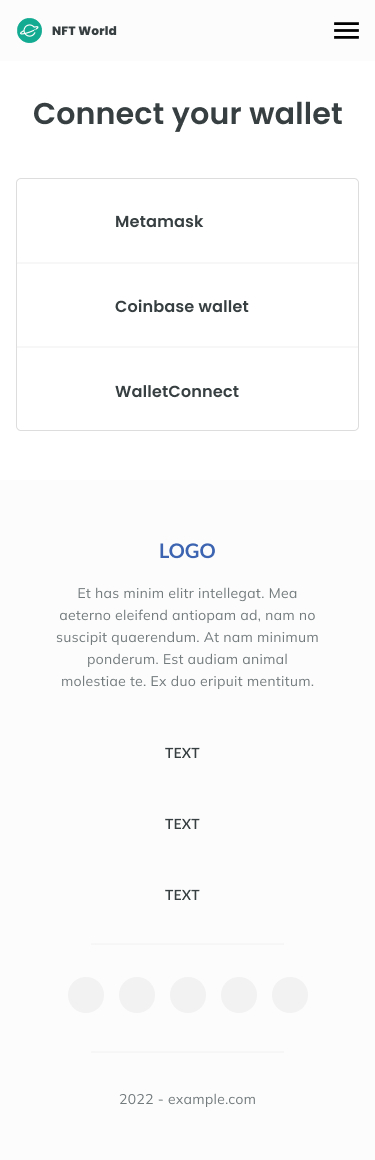 NFT World
Connect your wallet
Metamask
Coinbase wallet
WalletConnect
LOGO
Et has minim elitr intellegat. Mea
aeterno eleifend antiopam ad, nam no
suscipit quaerendum. At nam minimum
ponderum. Est audiam animal
molestiae te. Ex duo eripuit mentitum.
TEXT
TEXT
TEXT
2022 - example.com